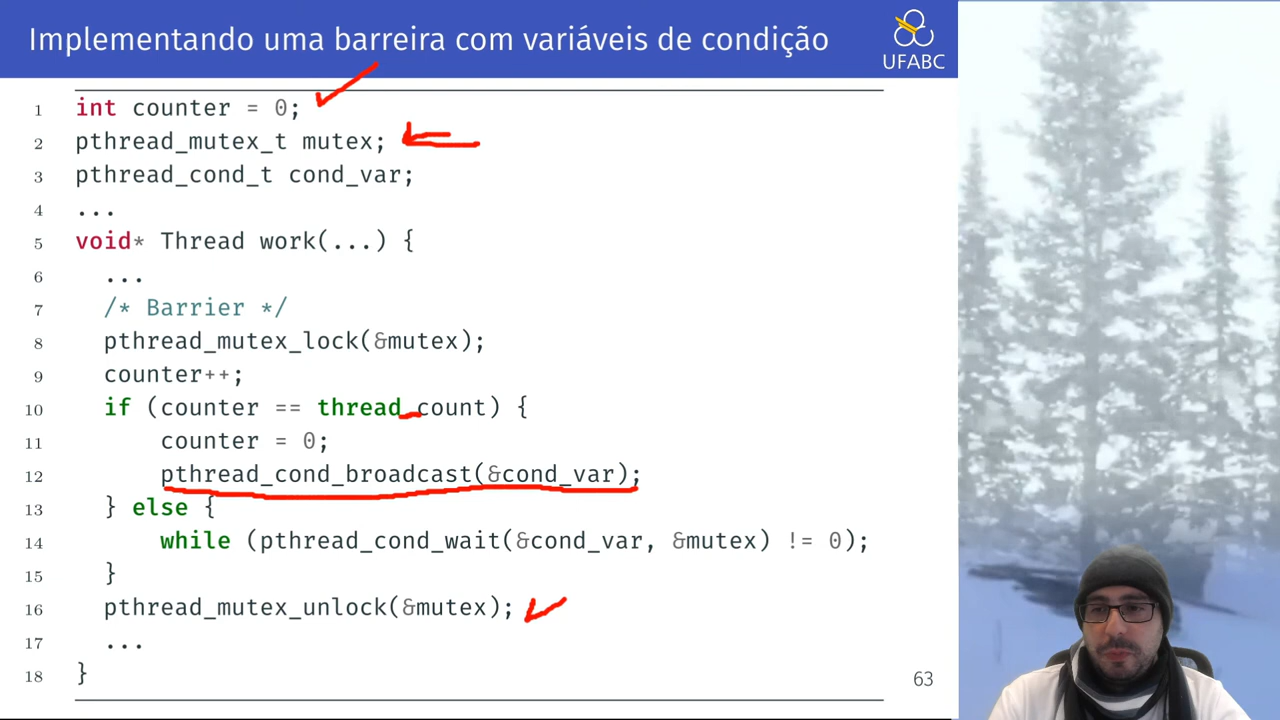 Implementando uma barreira com variáveis de condição
UFABC
1 int counter = 0;
2 pthread_mutex_t mutex;
3 pthread_cond_t cond_var;
4 ...
5 void* Thread work(...) {
6 ...
7 /* Barrier */
8 pthread_mutex_lock(&mutex);
9 counter++;
10 if (counter == thread_count) {
11 counter = 0;
12 pthread_cond_broadcast(&cond_var);
13 } else {
14 while (pthread_cond_wait(&cond_var, &mutex) != 0);
15 }
16 pthread_mutex_unlock(&mutex);
17 ...
18 }
63